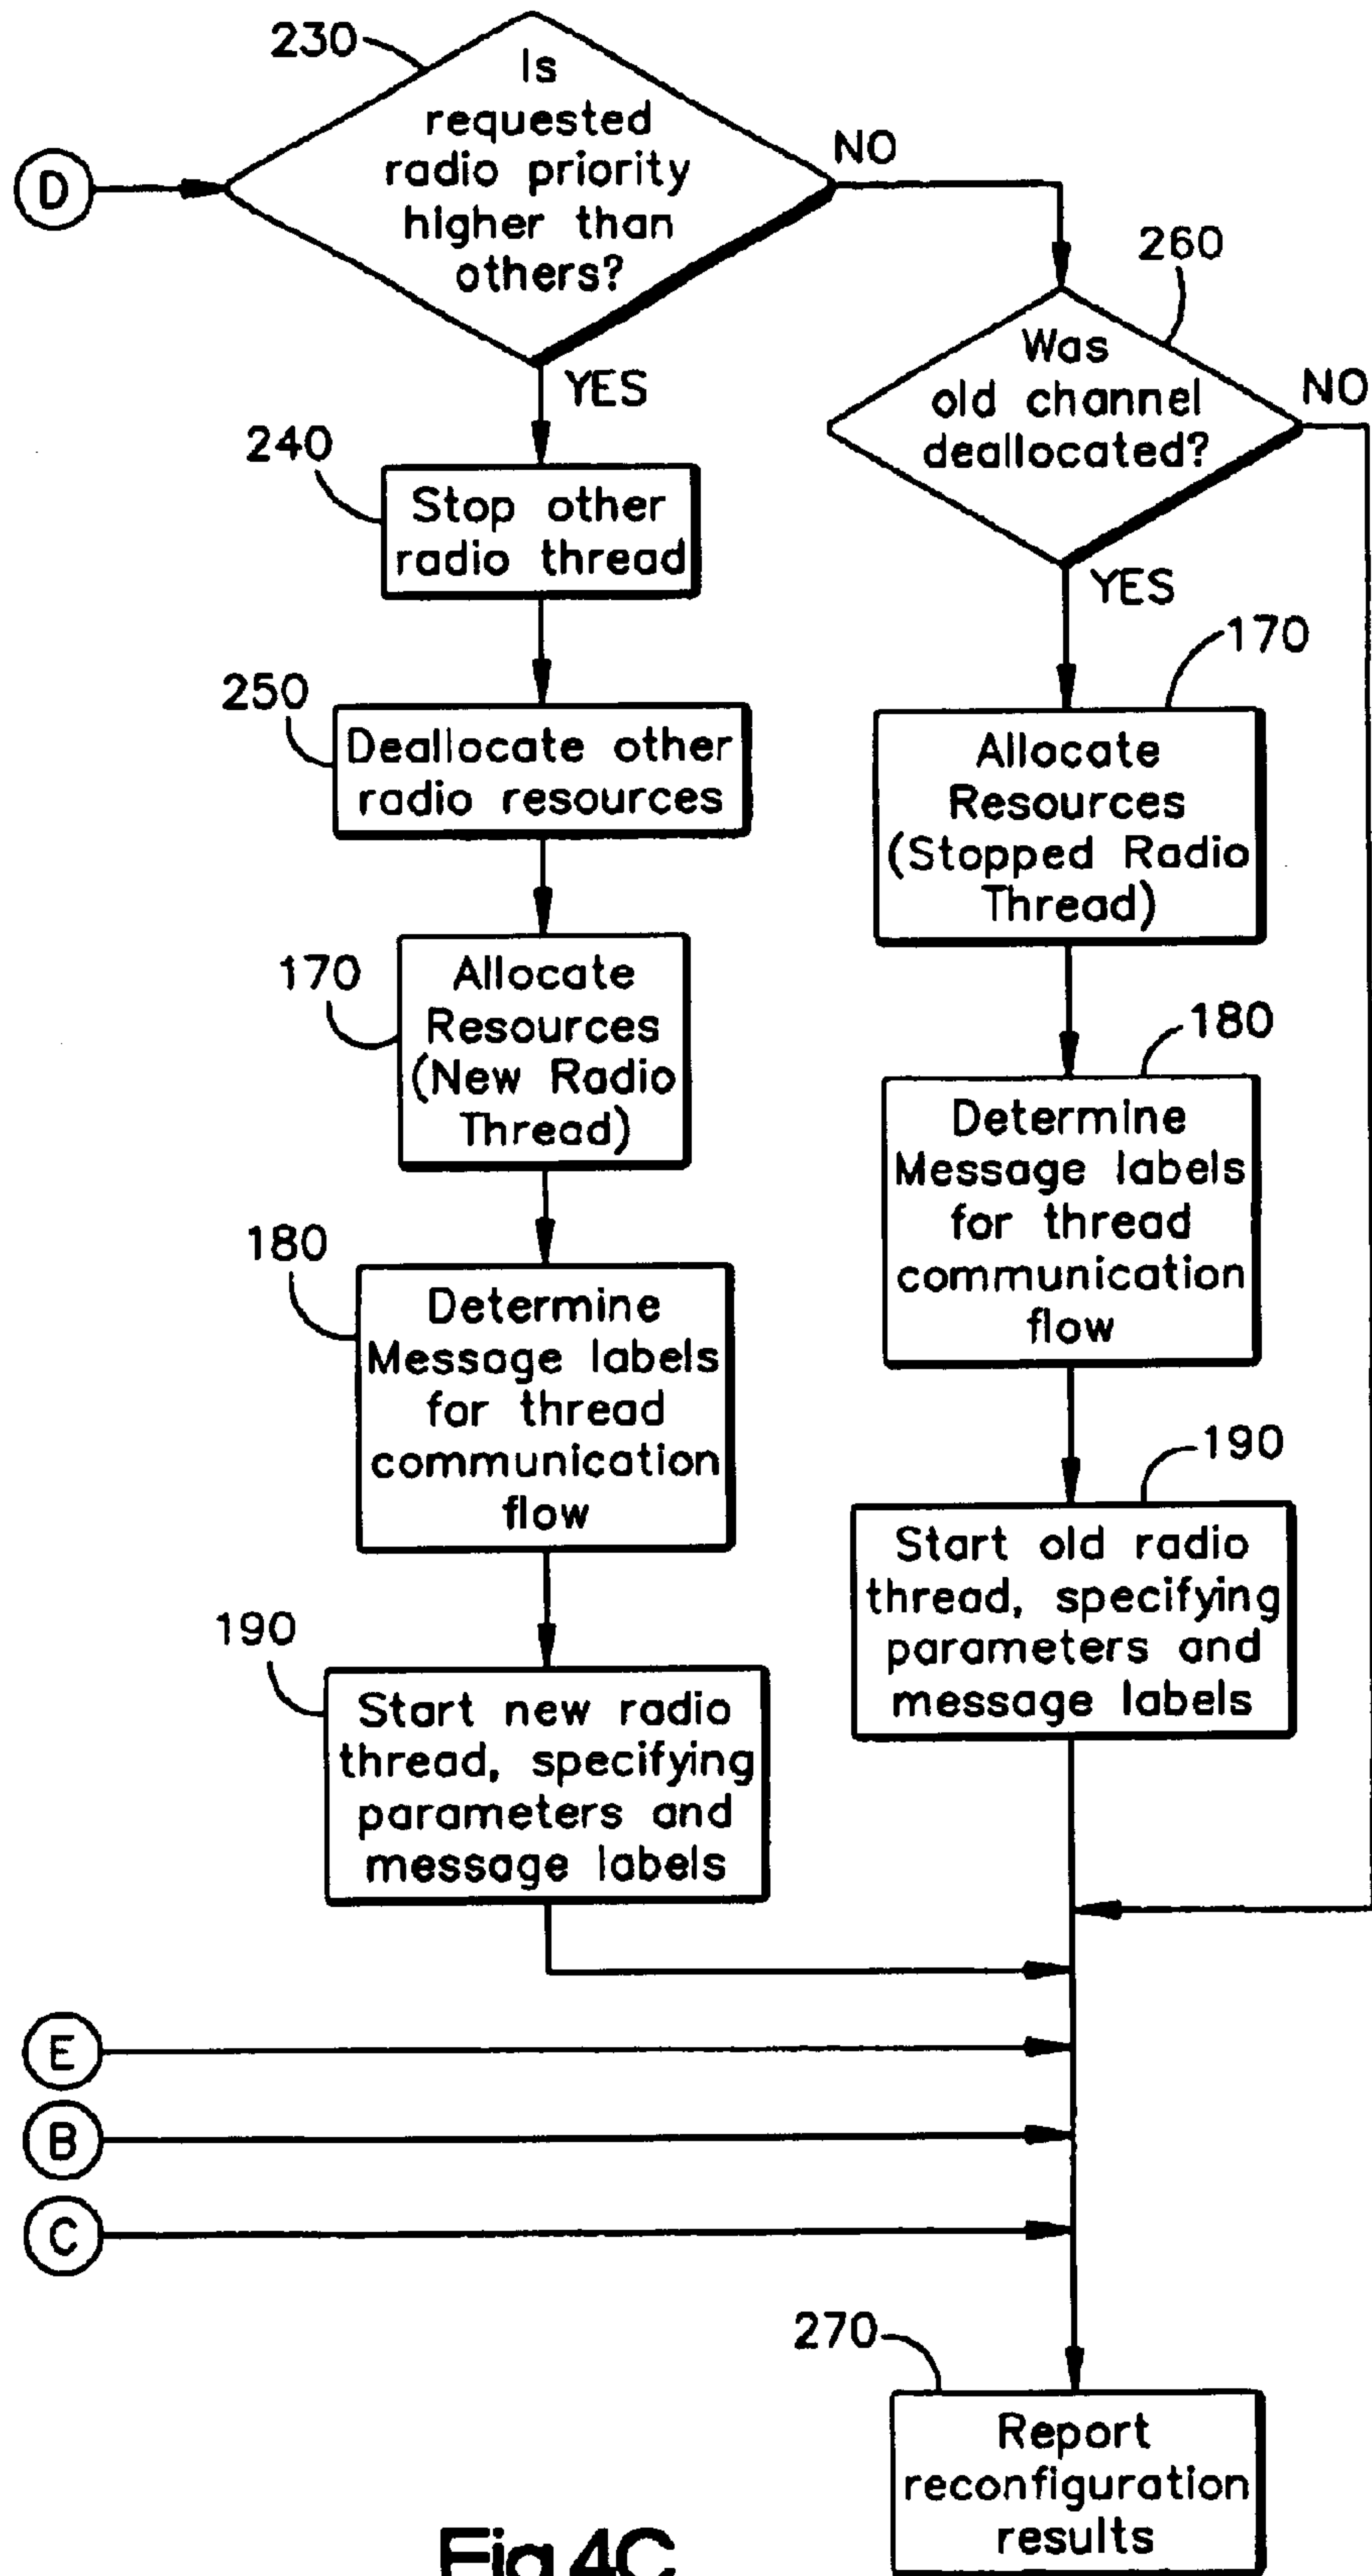 230
Is
requested
radio priority
higher than
others?
NO
D
YES
260
Was
old channel
deallocated?
NO
YES
240
Stop other
radio thread
250
Deallocate other
radio resources
170
Allocate
Resources
(New Radio
Thread)
180
Determine
Message labels
for thread
communication
flow
190
Start new radio
thread, specifying
parameters and
message labels
170
Allocate
Resources
(Stopped Radio
Thread)
180
Determine
Message labels
for thread
communication
flow
190
Start old radio
thread, specifying
parameters and
message labels
E
B
C
270
Report
reconfiguration
results
Fig.4C